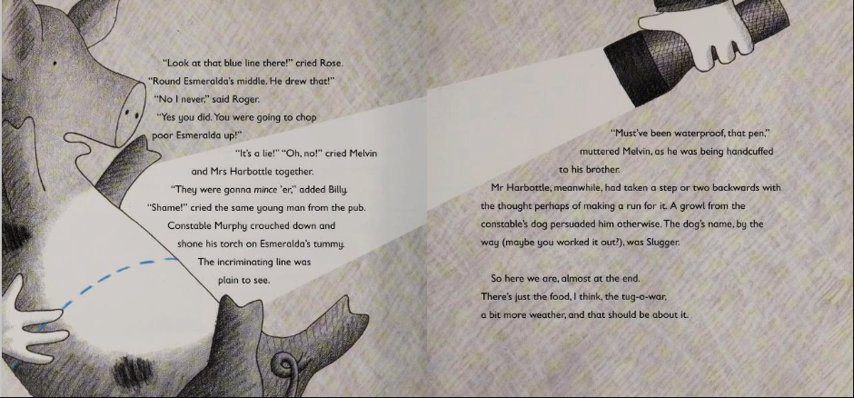 “Look at that blue line there!” cried Rose.
“Round Esmeralda’s middle. He drew that!”
“No I never,” said Roger.
“Yes you did. You were going to chop
poor Esmeralda up!”
“It’s a lie!” “Oh, no!” cried Melvin
and Mrs Harbottle together.
“They were gonna mince ’er,” added Billy.
“Shame!” cried the same young man from the pub.
Constable Murphy crouched down and
shone his torch on Esmeralda’s tummy.
The incriminating line was
plain to see.
“Must’ve been waterproof, that pen,”
muttered Melvin, as he was being handcuffed
to his brother.
Mr Harbottle, meanwhile, had taken a step or two backwards with
the thought perhaps of making a run for it. A growl from the
constable’s dog persuaded him otherwise. The dog’s name, by the
way (maybe you worked it out?), was Slugger.
So here we are, almost at the end.
There’s just the food, I think, the tug-o-war,
a bit more weather, and that should be about it.